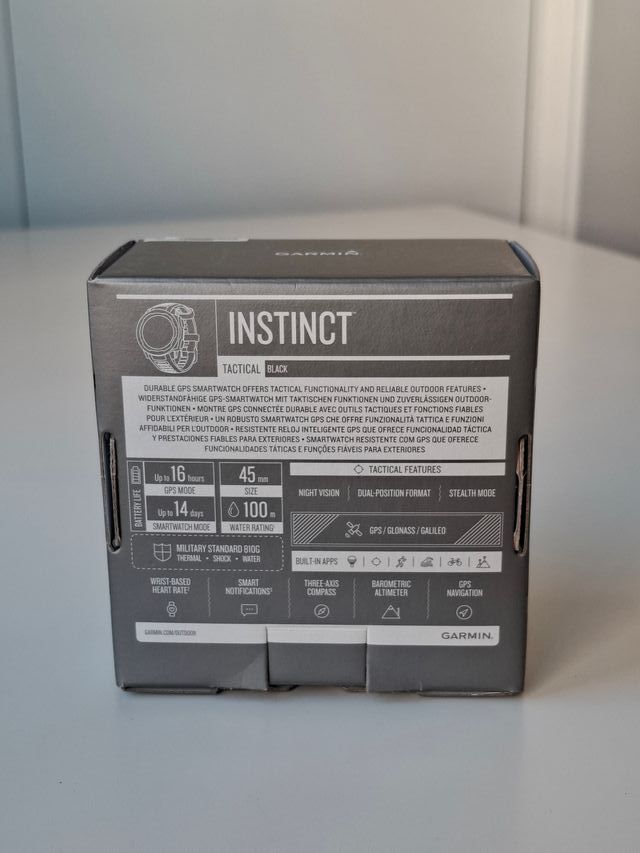 GARMIN
INSTINCT™
TACTICAL BLACK
DURABLE GPS SMARTWATCH OFFERS TACTICAL FUNCTIONALITY AND RELIABLE OUTDOOR FEATURES •
WIDERSTANDFÄHIGE GPS-SMARTWATCH MIT TAKTISCHEN FUNKTIONEN UND ZUVERLÄSSIGEN OUTDOOR-
FUNKTIONEN • MONTRE GPS CONNECTÉE DURABLE AVEC OUTILS TACTIQUES ET FONCTIONS FIABLES
POUR L'EXTÉRIEUR • UN ROBUSTO SMARTWATCH GPS CHE OFFRE FUNZIONALITÀ TATTICA E FUNZIONI
AFFIDABILI PER L'OUTDOOR • RESISTENTE RELOJ INTELIGENTE GPS QUE OFRECE FUNCIONALIDAD TÁCTICA
Y PRESTACIONES FIABLES PARA EXTERIORES • SMARTWATCH RESISTENTE COM GPS QUE OFERECE
FUNCIONALIDADES TÁTICAS E FUNÇÕES FIÁVEIS PARA EXTERIORES
BATTERY LIFE
Up to 16 hours
GPS MODE
Up to 14 days
SMARTWATCH MODE
45 mm
SIZE
100 m
WATER RATING¹
TACTICAL FEATURES
NIGHT VISION | DUAL-POSITION FORMAT | STEALTH MODE
GPS / GLONASS / GALILEO
MILITARY STANDARD 810G
THERMAL • SHOCK • WATER
BUILT-IN APPS
WRIST-BASED
HEART RATE²
SMART
NOTIFICATIONS³
THREE-AXIS
COMPASS
BAROMETRIC
ALTIMETER
GPS
NAVIGATION
GARMIN.COM/OUTDOOR
GARMIN.